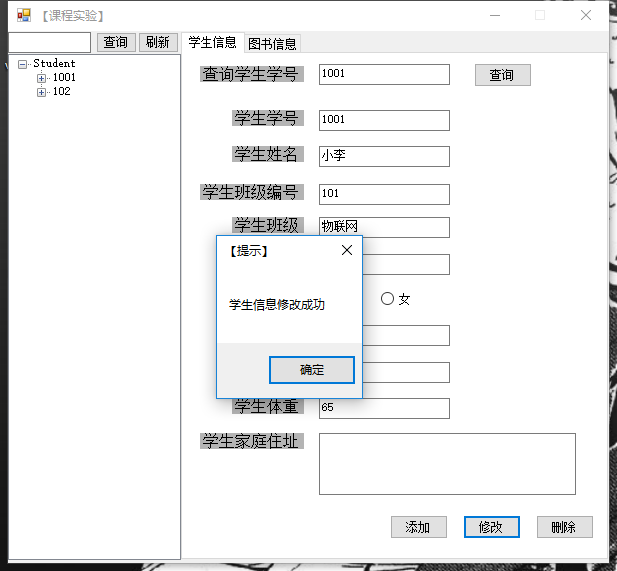 【课程实验】
查询 刷新 学生信息 图书信息
Student
1001
102
查询学生学号 1001 查询
学生学号 1001
学生姓名 小李
学生班级编号 101
学生班级 物联网
【提示】
学生信息修改成功
确定
女
学生体重 65
学生家庭住址
添加 修改 删除